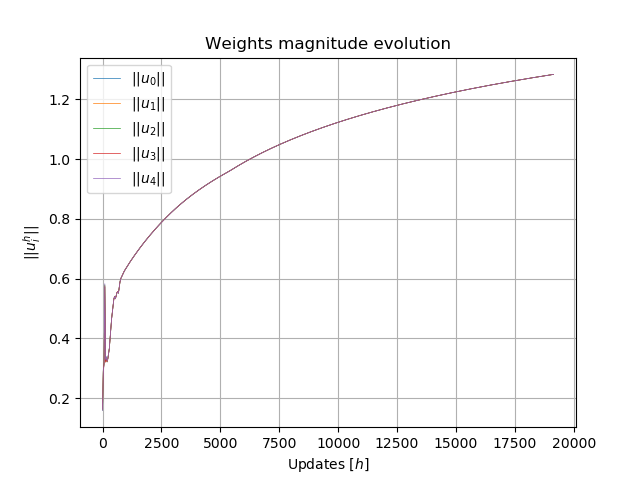 Weights magnitude evolution
||u₀||
||u₁||
||u₂||
||u₃||
||u₄||
||uᵢʰ||
1.2
1.0
0.8
0.6
0.4
0.2
0 2500 5000 7500 10000 12500 15000 17500 20000
Updates [h]